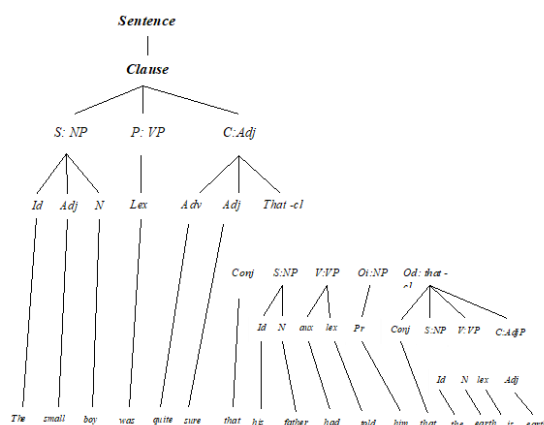 Sentence
Clause
S: NP P: VP C:Adj
Id Adj N Lex Adv Adj That -cl
Conj S:NP V:VP Oi:NP Od: that -
cl
Id N aux lex Pr Conj S:NP V:VP C:AdjP
Id N lex Adj
The small boy was quite sure that his father had told him that the earth is